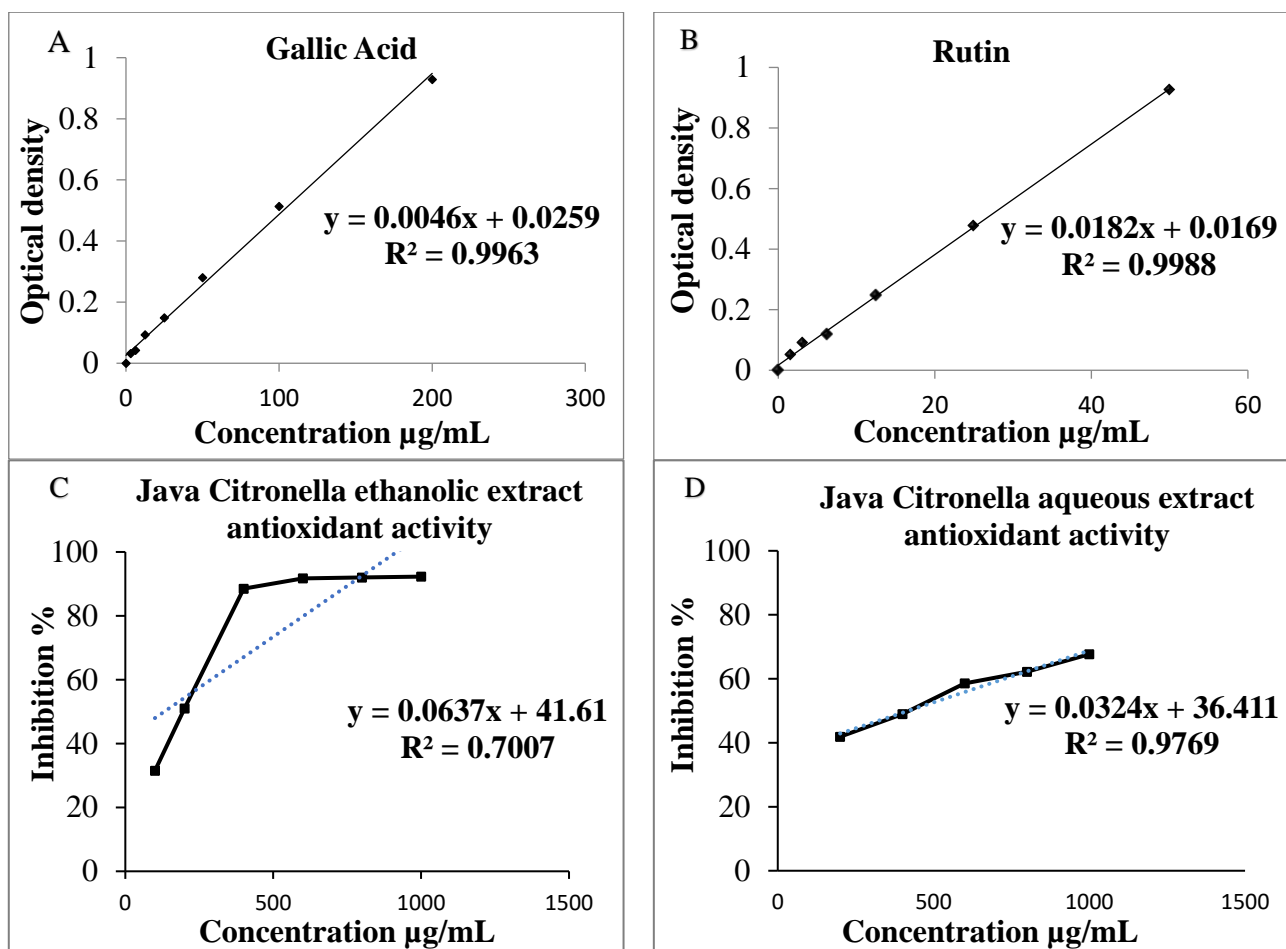 A
Gallic Acid
Optical density
1
0.8
0.6
0.4
0.2
0
y = 0.0046x + 0.0259
R² = 0.9963
0 100 200 300
Concentration µg/mL
B
Rutin
Optical density
1
0.8
0.6
0.4
0.2
0
y = 0.0182x + 0.0169
R² = 0.9988
0 20 40 60
Concentration µg/mL
C
Java Citronella ethanolic extract
antioxidant activity
Inhibition %
100
80
60
40
20
0
y = 0.0637x + 41.61
R² = 0.7007
0 500 1000 1500
Concentration µg/mL
D
Java Citronella aqueous extract
antioxidant activity
Inhibition %
100
80
60
40
20
0
y = 0.0324x + 36.411
R² = 0.9769
0 500 1000 1500
Concentration µg/mL